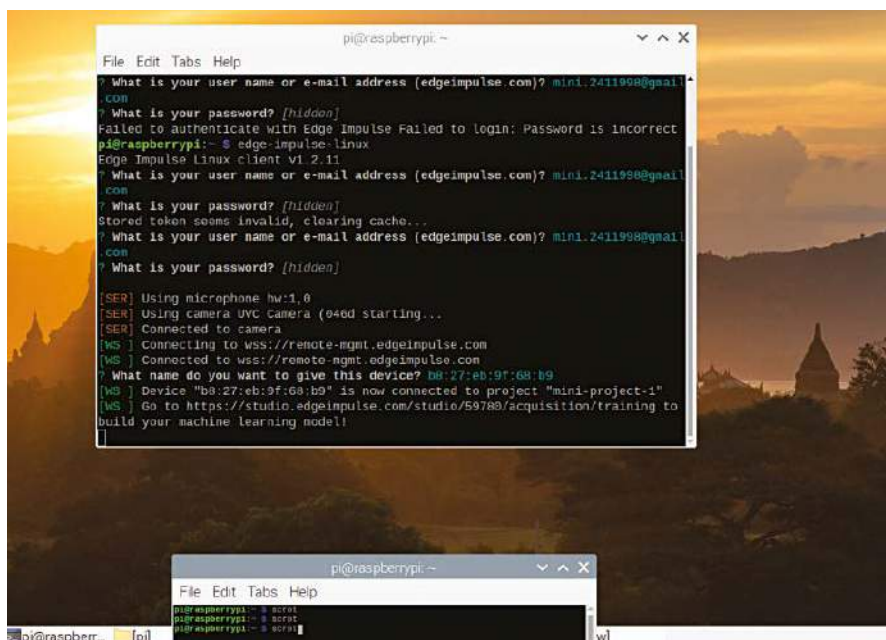 pi@raspberrypi: ~
File Edit Tabs Help
? What is your user name or e-mail address (edgeimpulse.com)? mini.2411998@gmail
.com
? What is your password? [hidden]
Failed to authenticate with Edge Impulse Failed to login: Password is incorrect
pi@raspberrypi:~ $ edge-impulse-linux
Edge Impulse Linux client v1.2.11
? What is your user name or e-mail address (edgeimpulse.com)? mini.2411998@gmail
.com
? What is your password? [hidden]
Stored token seems invalid, clearing cache...
? What is your user name or e-mail address (edgeimpulse.com)? mini.2411998@gmail
.com
? What is your password? [hidden]
[SER] Using microphone hw:1,0
[SER] Using camera UVC Camera (046d starting...
[SER] Connected to camera
[WS ] Connecting to wss://remote-mgmt.edgeimpulse.com
[WS ] Connected to wss://remote-mgmt.edgeimpulse.com
? What name do you want to give this device? b8:27:eb:9f:68:b9
[WS ] Device "b8:27:eb:9f:68:b9" is now connected to project "mini-project-1"
[WS ] Go to https://studio.edgeimpulse.com/studio/59780/acquisition/training to
build your machine learning model!
pi@raspberrypi: ~
File Edit Tabs Help
pi@raspberrypi:~ $ scrot
pi@raspberrypi:~ $ scrot
pi@raspberrypi:~ $ scrot
pi@raspberr... [pi] w]